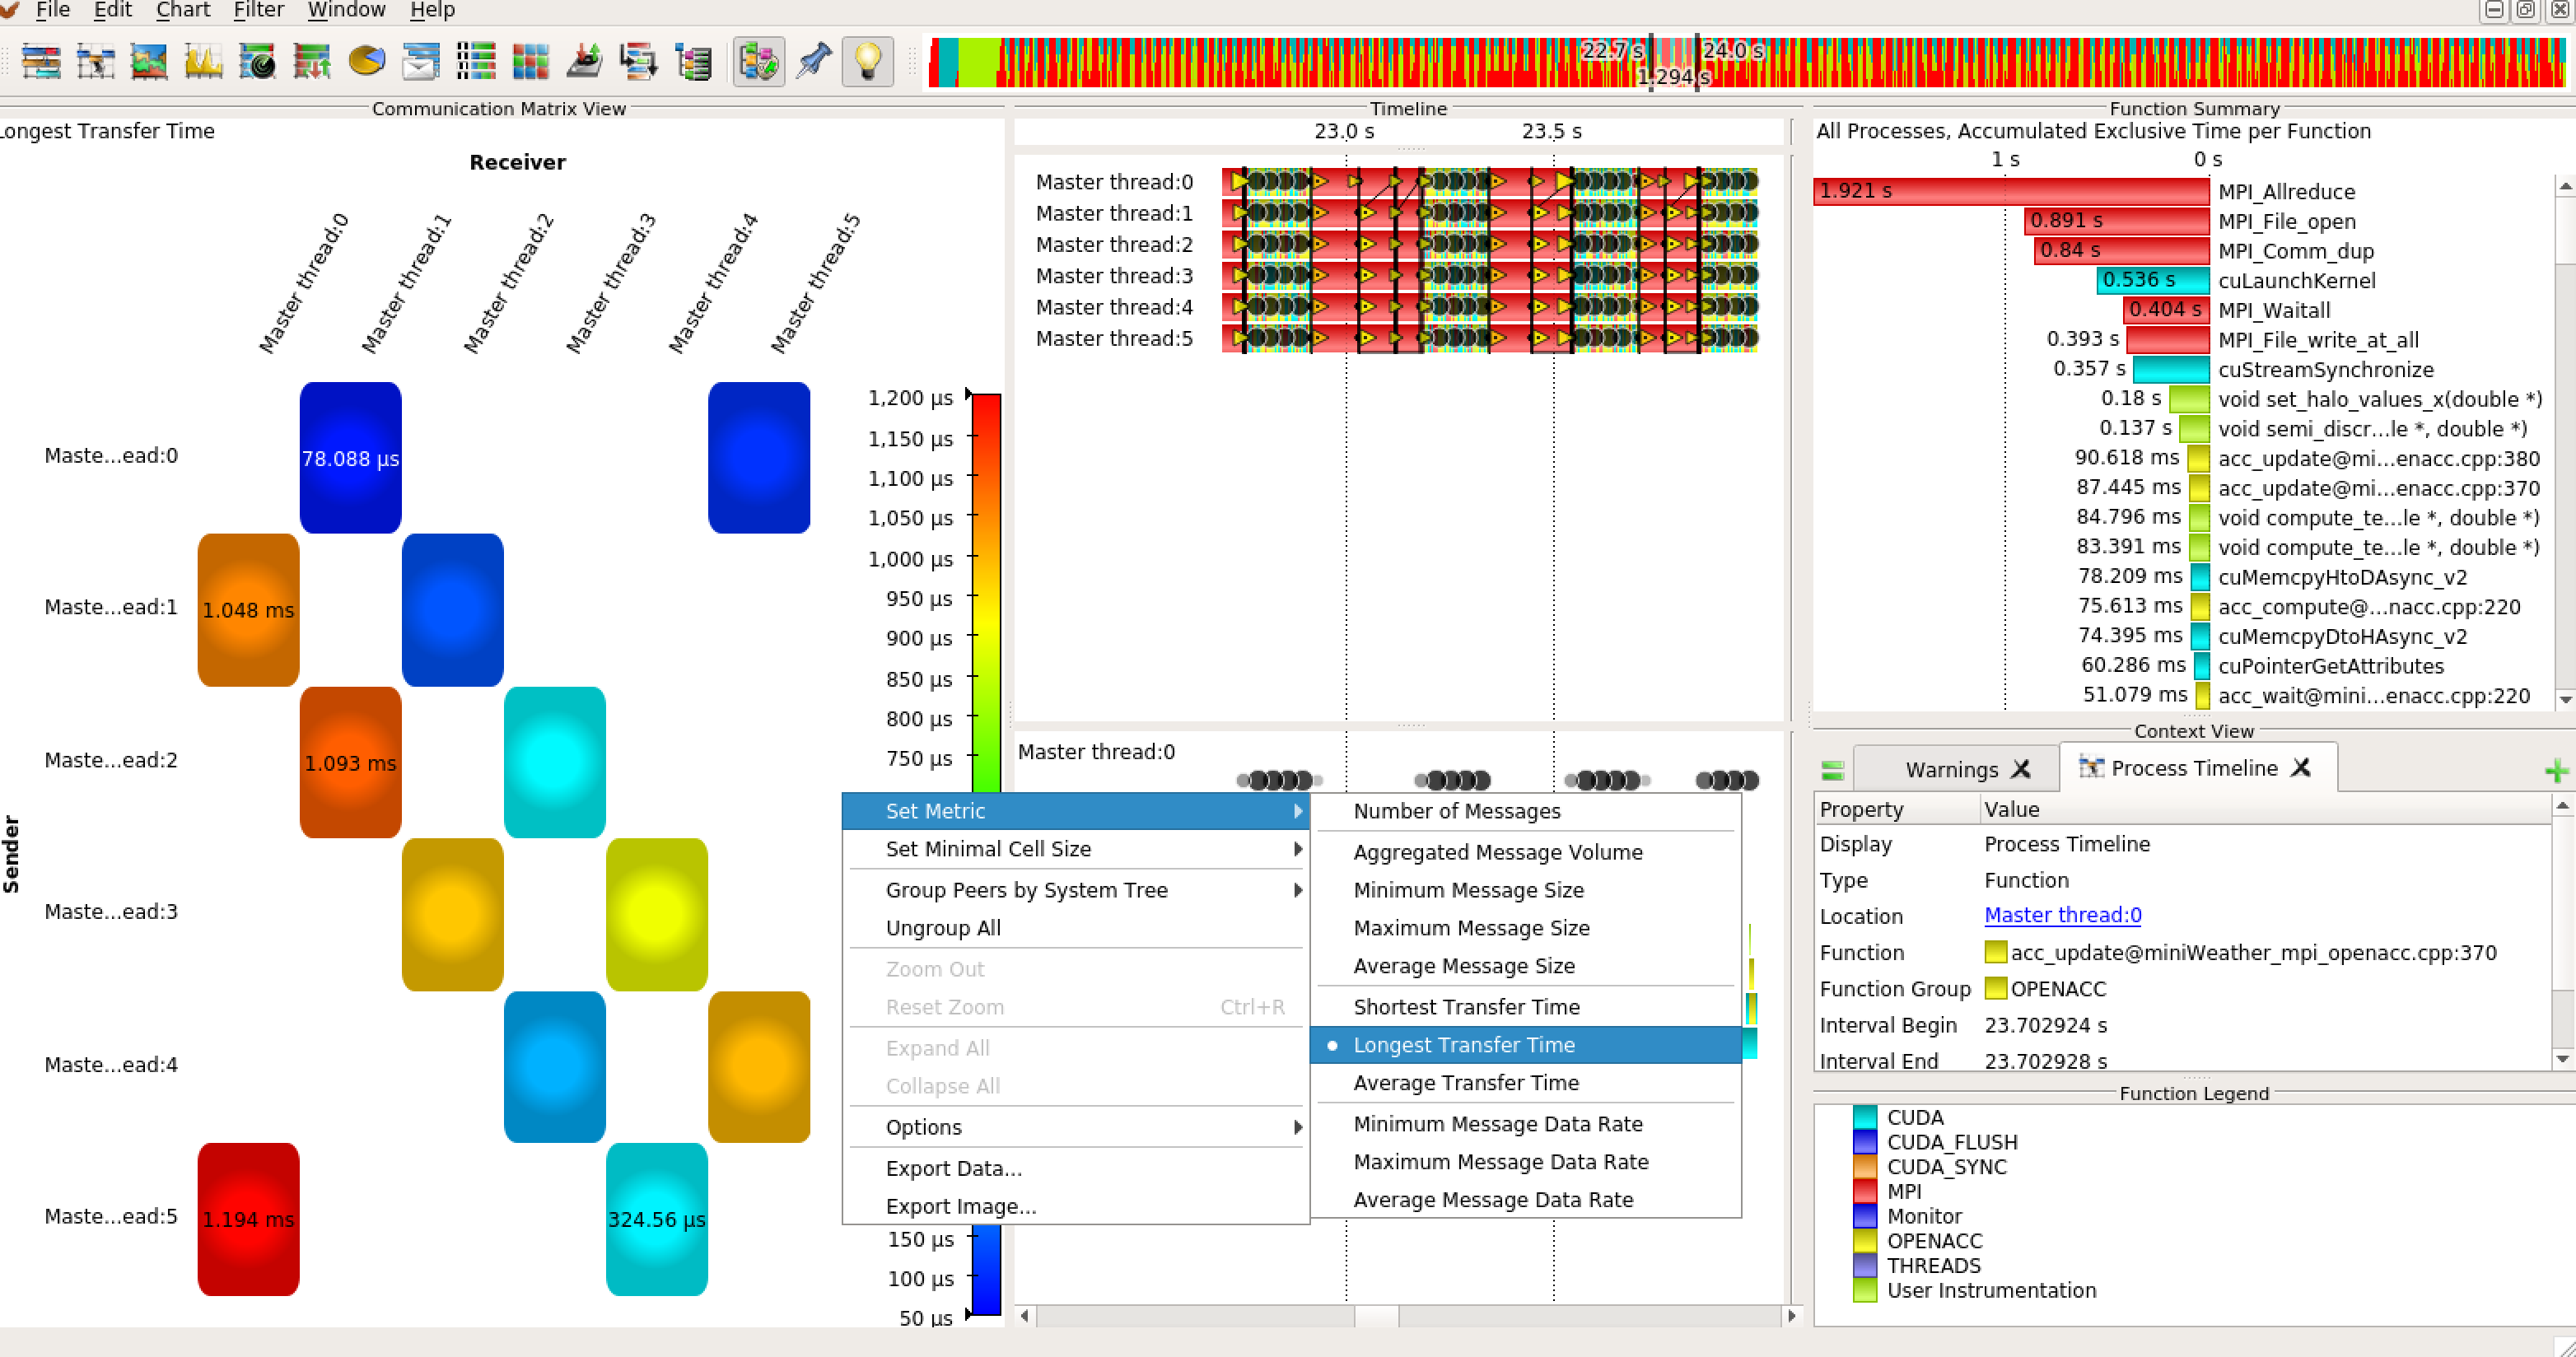 File Edit Chart Filter Window Help
22.7 s 24.0 s
1.294 s
Communication Matrix View
Longest Transfer Time
Receiver
Master thread:0
Master thread:1
Master thread:2
Master thread:3
Master thread:4
Master thread:5
Sender
Maste...ead:0
78.088 µs
Maste...ead:1
1.048 ms
Maste...ead:2
1.093 ms
Maste...ead:3
Maste...ead:4
Maste...ead:5
1.194 ms
324.56 µs
1,200 µs
1,150 µs
1,100 µs
1,050 µs
1,000 µs
950 µs
900 µs
850 µs
800 µs
750 µs
150 µs
100 µs
50 µs
Set Metric
Set Minimal Cell Size
Group Peers by System Tree
Ungroup All
Zoom Out
Reset Zoom Ctrl+R
Expand All
Collapse All
Options
Export Data...
Export Image...
Number of Messages
Aggregated Message Volume
Minimum Message Size
Maximum Message Size
Average Message Size
Shortest Transfer Time
Longest Transfer Time
Average Transfer Time
Minimum Message Data Rate
Maximum Message Data Rate
Average Message Data Rate
Timeline
23.0 s 23.5 s
Master thread:0
Master thread:1
Master thread:2
Master thread:3
Master thread:4
Master thread:5
Master thread:0
Function Summary
All Processes, Accumulated Exclusive Time per Function
1 s 0 s
1.921 s MPI_Allreduce
0.891 s MPI_File_open
0.84 s MPI_Comm_dup
0.536 s cuLaunchKernel
0.404 s MPI_Waitall
0.393 s MPI_File_write_at_all
0.357 s cuStreamSynchronize
0.18 s void set_halo_values_x(double *)
0.137 s void semi_discr...le *, double *)
90.618 ms acc_update@mi...enacc.cpp:380
87.445 ms acc_update@mi...enacc.cpp:370
84.796 ms void compute_te...le *, double *)
83.391 ms void compute_te...le *, double *)
78.209 ms cuMemcpyHtoDAsync_v2
75.613 ms acc_compute@...nacc.cpp:220
74.395 ms cuMemcpyDtoHAsync_v2
60.286 ms cuPointerGetAttributes
51.079 ms acc_wait@mini...enacc.cpp:220
Context View
Warnings Process Timeline
Property Value
Display Process Timeline
Type Function
Location Master thread:0
Function acc_update@miniWeather_mpi_openacc.cpp:370
Function Group OPENACC
Interval Begin 23.702924 s
Interval End 23.702928 s
Function Legend
CUDA
CUDA_FLUSH
CUDA_SYNC
MPI
Monitor
OPENACC
THREADS
User Instrumentation